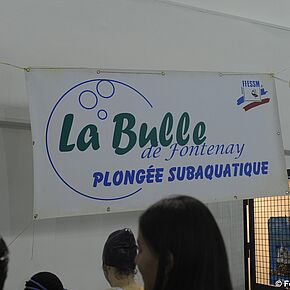 FFESSM
La Bulle
de Fontenay
PLONGÉE SUBAQUATIQUE